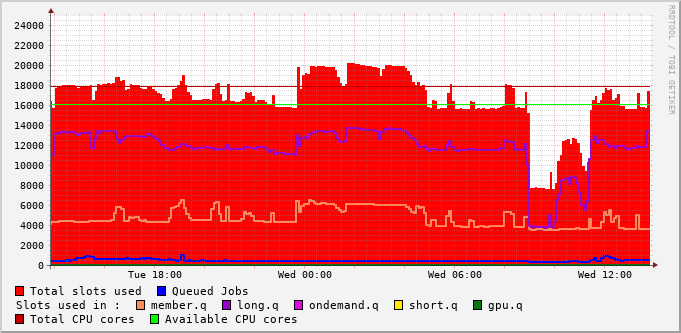 24000
22000
20000
18000
16000
14000
12000
10000
8000
6000
4000
2000
0
Tue 18:00 Wed 00:00 Wed 06:00 Wed 12:00
Total slots used Queued Jobs
Slots used in : member.q long.q ondemand.q short.q gpu.q
Total CPU cores Available CPU cores
RRDTOOL / TOBI OETIKER